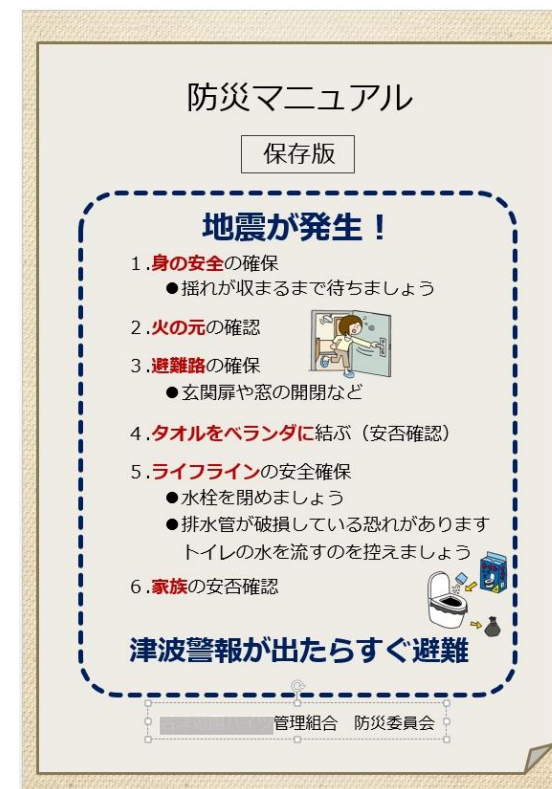 防災マニュアル
保存版
地震が発生！
１.身の安全の確保
●揺れが収まるまで待ちましょう
２.火の元の確認
３.避難路の確保
●玄関扉や窓の開閉など
４.タオルをベランダに結ぶ（安否確認）
５.ライフラインの安全確保
●水栓を閉めましょう
●排水管が破損している恐れがあります
トイレの水を流すのを控えましょう
６.家族の安否確認
津波警報が出たらすぐ避難
管理組合　防災委員会